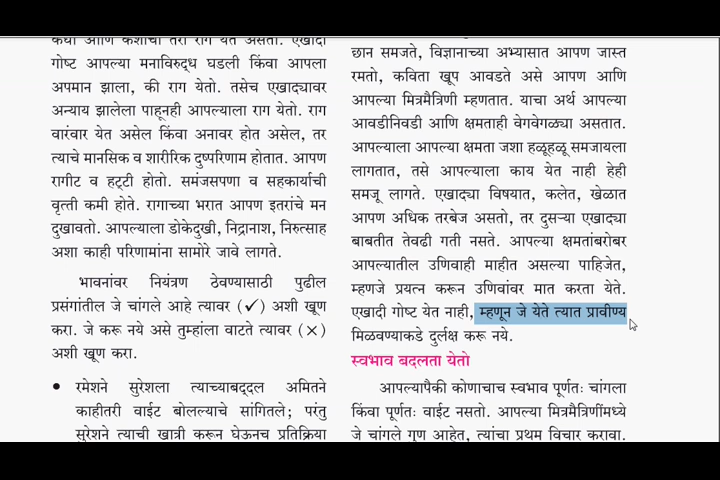 कधी आणि कशाचा तरी राग येत असतो. एखादी
गोष्ट आपल्या मनाविरुद्ध घडली किंवा आपला
अपमान झाला, की राग येतो. तसेच एखाद्यावर
अन्याय झालेला पाहूनही आपल्याला राग येतो. राग
वारंवार येत असेल किंवा अनावर होत असेल, तर
त्याचे मानसिक व शारीरिक दुष्परिणाम होतात. आपण
रागीट व हट्टी होतो. समंजसपणा व सहकार्याची
वृत्ती कमी होते. रागाच्या भरात आपण इतरांचे मन
दुखावतो. आपल्याला डोकेदुखी, निद्रानाश, निरुत्साह
अशा काही परिणामांना सामोरे जावे लागते.
भावनांवर नियंत्रण ठेवण्यासाठी पुढील
प्रसंगांतील जे चांगले आहे त्यावर (✓) अशी खूण
करा. जे करू नये असे तुम्हांला वाटते त्यावर (×)
अशी खूण करा.
• रमेशने सुरेशला त्याच्याबद्दल अमितने
काहीतरी वाईट बोलल्याचे सांगितले; परंतु
सुरेशने त्याची खात्री करून घेऊनच प्रतिक्रिया
छान समजते, विज्ञानाच्या अभ्यासात आपण जास्त
रमतो, कविता खूप आवडते असे आपण आणि
आपल्या मित्रमैत्रिणी म्हणतात. याचा अर्थ आपल्या
आवडीनिवडी आणि क्षमताही वेगवेगळ्या असतात.
आपल्याला आपल्या क्षमता जशा हळूहळू समजायला
लागतात, तसे आपल्याला काय येत नाही हेही
समजू लागते. एखाद्या विषयात, कलेत, खेळात
आपण अधिक तरबेज असतो, तर दुसऱ्या एखाद्या
बाबतीत तेवढी गती नसते. आपल्या क्षमतांबरोबर
आपल्यातील उणिवाही माहीत असल्या पाहिजेत,
म्हणजे प्रयत्न करून उणिवांवर मात करता येते.
एखादी गोष्ट येत नाही, म्हणून जे येते त्यात प्रावीण्य
मिळवण्याकडे दुर्लक्ष करू नये.
स्वभाव बदलता येतो
आपल्यापैकी कोणाचाच स्वभाव पूर्णतः चांगला
किंवा पूर्णतः वाईट नसतो. आपल्या मित्रमैत्रिणींमध्ये
जे चांगले गुण आहेत, त्यांचा प्रथम विचार करावा.